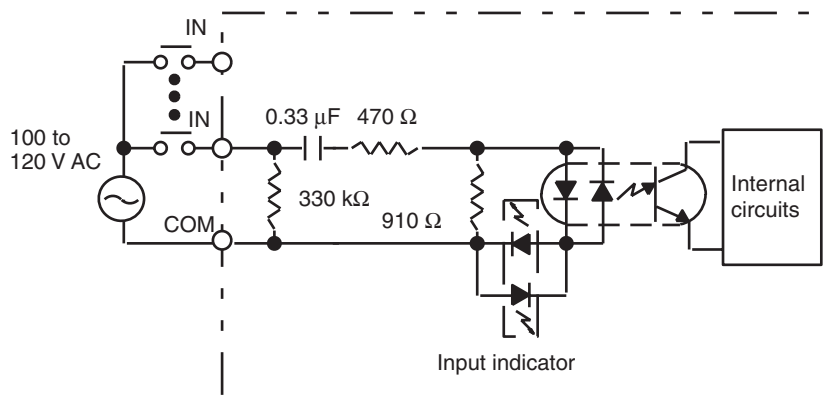 IN
IN
0.33 μF
470 Ω
100 to
120 V AC
330 kΩ
910 Ω
COM
Internal
circuits
Input indicator